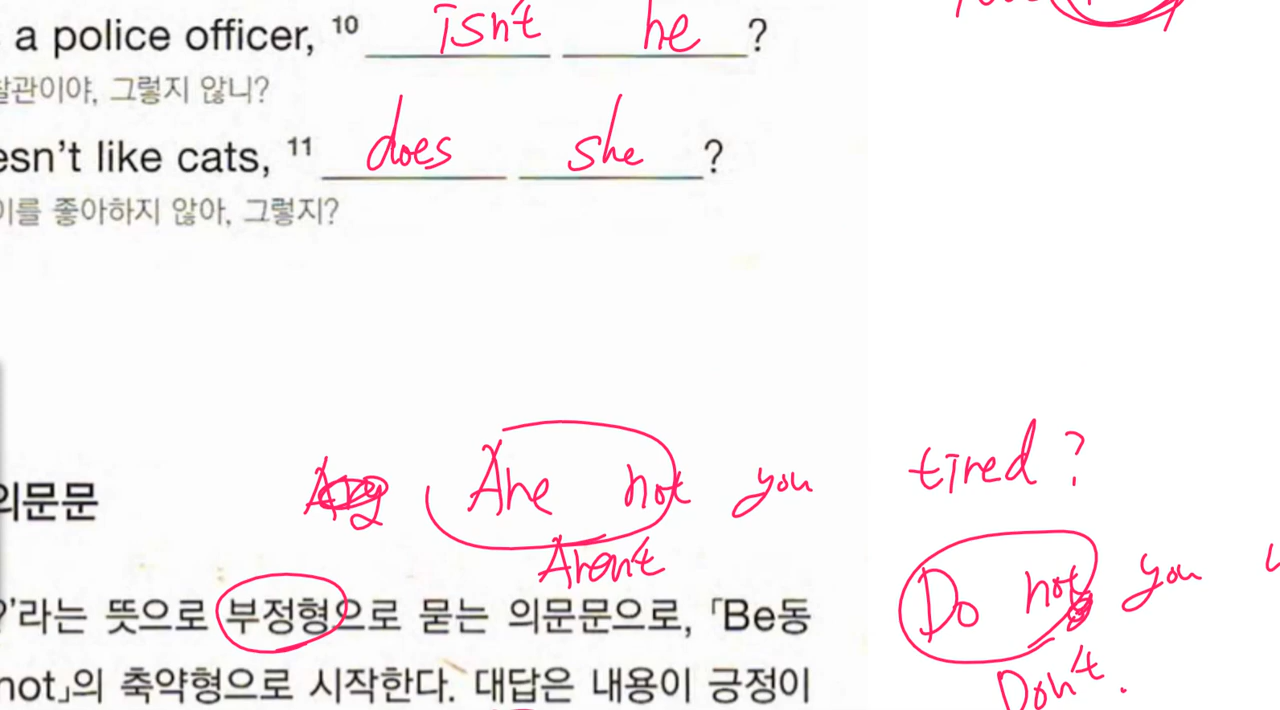 a police officer, 10 isn't he ?
찰관이야, 그렇지 않니?
esn't like cats, 11 does she ?
이를 좋아하지 않아, 그렇지?
Are not you tired ?
의문문
Aren't
Do not you
?'라는 뜻으로 부정형으로 묻는 의문문으로, 「Be동
not」의 축약형으로 시작한다. 대답은 내용이 긍정이
Don't.